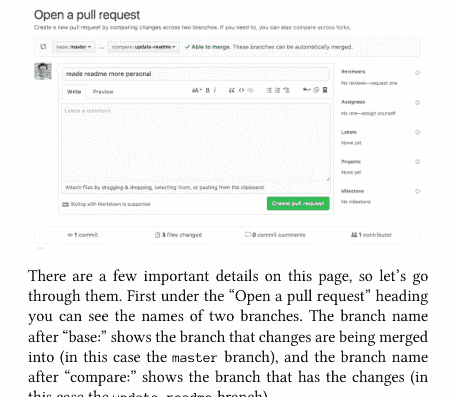 Open a pull request
Create a new pull request by comparing changes across two branches. If you need to, you can also compare across forks.
base: master ... compare: update-readme ✓ Able to merge. These branches can be automatically merged.
made readme more personal
Write Preview
Leave a comment
Attach files by dragging & dropping, selecting them, or pasting from the clipboard.
Styling with Markdown is supported
Create pull request
Reviewers
No reviews—request one
Assignees
No one—assign yourself
Labels
None yet
Projects
None yet
Milestone
No milestone
1 commit 3 files changed 0 commit comments 1 contributor
There are a few important details on this page, so let’s go
through them. First under the “Open a pull request” heading
you can see the names of two branches. The branch name
after “base:” shows the branch that changes are being merged
into (in this case the master branch), and the branch name
after “compare:” shows the branch that has the changes (in
this case the update-readme branch).